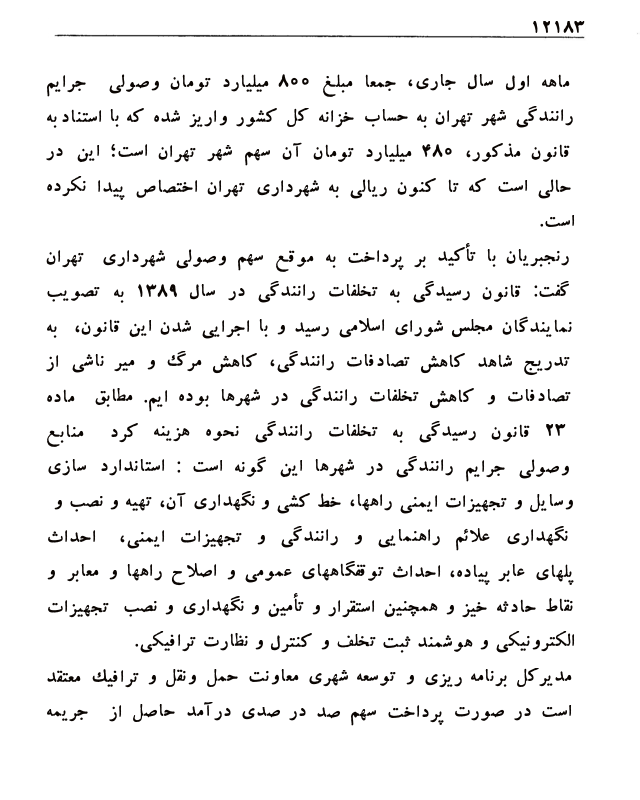 ۱۲۱۸۳
ماهه اول سال جاری، جمعا مبلغ ۸۰۰ میلیارد تومان وصولی جرایم
رانندگی شهر تهران به حساب خزانه کل کشور واریز شده که با استناد به
قانون مذکور، ۴۸۰ میلیارد تومان آن سهم شهر تهران است؛ این در
حالی است که تا کنون ریالی به شهرداری تهران اختصاص پیدا نکرده
است.
رنجبریان با تأکید بر پرداخت به موقع سهم وصولی شهرداری تهران
گفت: قانون رسیدگی به تخلفات رانندگی در سال ۱۳۸۹ به تصویب
نمایندگان مجلس شورای اسلامی رسید و با اجرایی شدن این قانون، به
تدریج شاهد کاهش تصادفات رانندگی، کاهش مرگ و میر ناشی از
تصادفات و کاهش تخلفات رانندگی در شهرها بوده ایم. مطابق ماده
۲۳ قانون رسیدگی به تخلفات رانندگی نحوه هزینه کرد منابع
وصولی جرایم رانندگی در شهرها این گونه است : استاندارد سازی
وسایل و تجهیزات ایمنی راهها، خط کشی و نگهداری آن، تهیه و نصب و
نگهداری علائم راهنمایی و رانندگی و تجهیزات ایمنی، احداث
پلهای عابر پیاده، احداث توقفگاههای عمومی و اصلاح راهها و معابر و
نقاط حادثه خیز و همچنین استقرار و تأمین و نگهداری و نصب تجهیزات
الکترونیکی و هوشمند ثبت تخلف و کنترل و نظارت ترافیکی.
مدیرکل برنامه ریزی و توسعه شهری معاونت حمل ونقل و ترافیک معتقد
است در صورت پرداخت سهم صد در صدی درآمد حاصل از جریمه